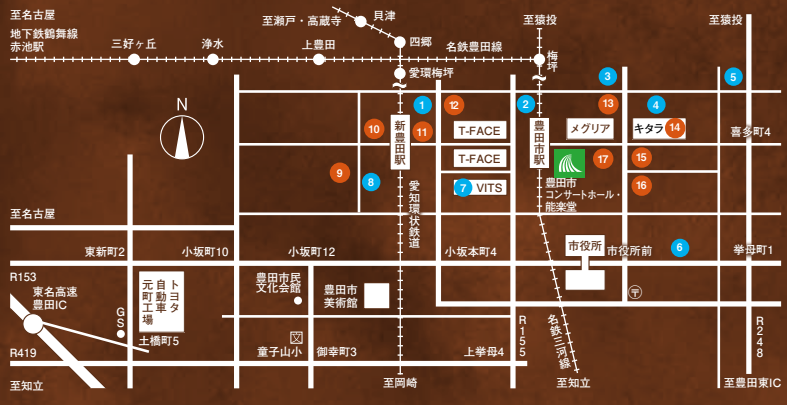 至名古屋
地下鉄鶴舞線
赤池駅
三好ヶ丘
浄水
上豊田
至瀬戸・高蔵寺
貝津
四郷
名鉄豊田線
愛環梅坪
至猿投
梅坪
至猿投
N
1
12
2
3
13
4
5
10
新豊田駅
11
T-FACE
豊田市駅
メグリア
キタラ
14
喜多町4
T-FACE
17
15
9
8
7
VITS
16
愛知環状鉄道
豊田市
コンサートホール・
能楽堂
至名古屋
東新町2
小坂町10
小坂町12
小坂本町4
市役所
市役所前
6
挙母町1
R153
東名高速
豊田IC
GS
トヨタ
自動車
元町工場
土橋町5
豊田市民
文化会館
豊田市
美術館
〒
R155
名鉄三河線
R248
R419
童子山小
文
御幸町3
上挙母4
至知立
至岡崎
至知立
至豊田東IC